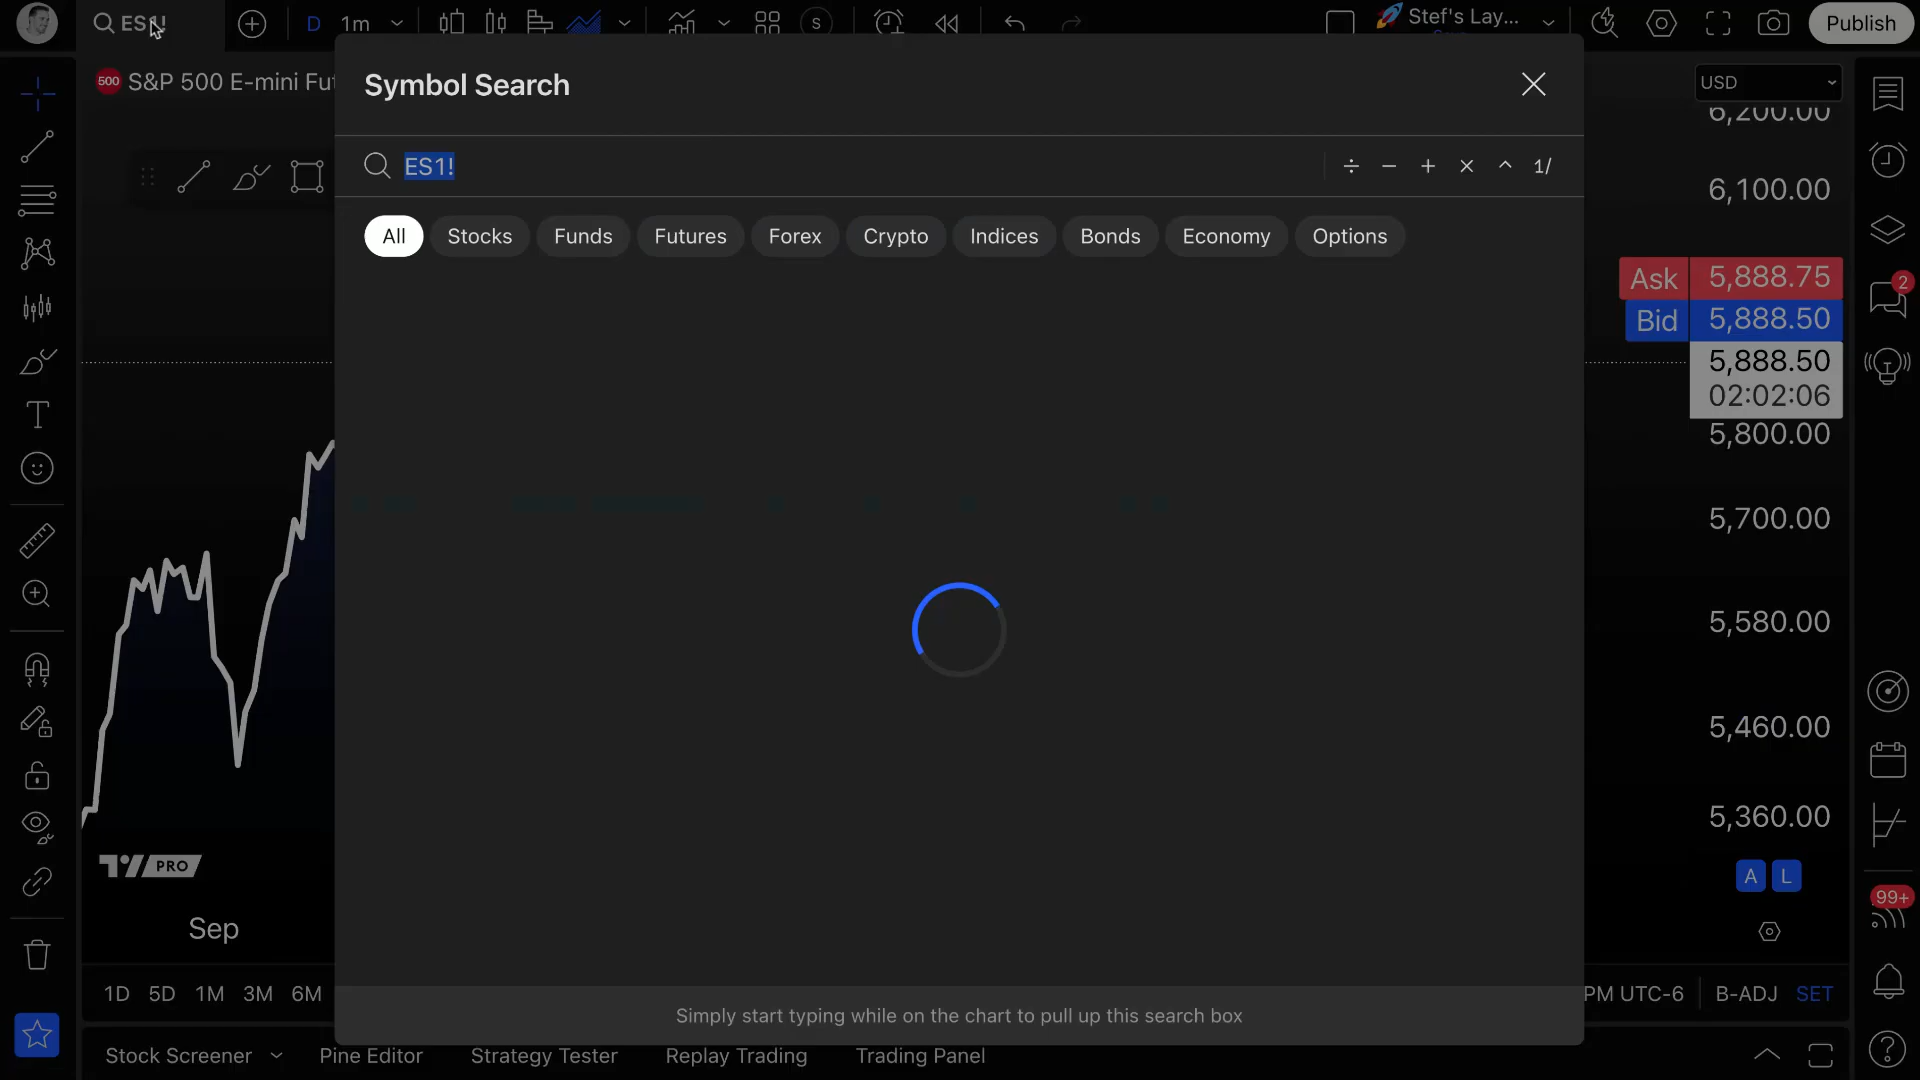 ES1!
D
1m
S
Stef's Lay...
Publish
500 S&P 500 E-mini Fut
USD
Symbol Search
ES1!
÷ − + × ^ 1/
All Stocks Funds Futures Forex Crypto Indices Bonds Economy Options
6,200.00
6,100.00
Ask 5,888.75
Bid 5,888.50
5,888.50
02:02:06
5,800.00
5,700.00
5,580.00
5,460.00
5,360.00
2
A L
99+
PRO
Sep
1D 5D 1M 3M 6M
PM UTC-6 B-ADJ SET
Simply start typing while on the chart to pull up this search box
Stock Screener Pine Editor Strategy Tester Replay Trading Trading Panel